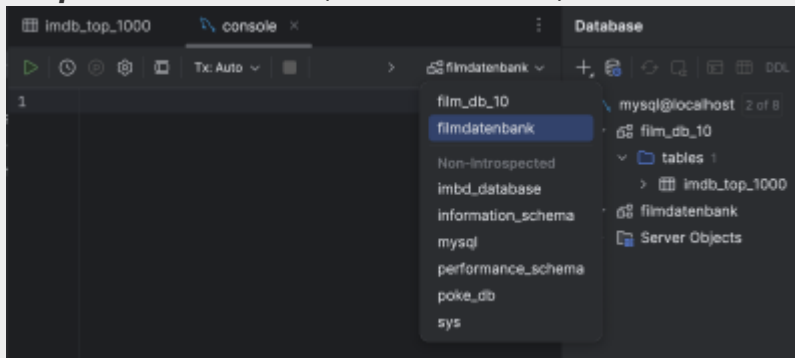 imdb_top_1000 console × Database
Tx: Auto filmdatenbank DDL
1
film_db_10
filmdatenbank
Non-introspected
imbd_database
information_schema
mysql
performance_schema
poke_db
sys
mysql@localhost 2 of 8
film_db_10
tables 1
imdb_top_1000
filmdatenbank
Server Objects